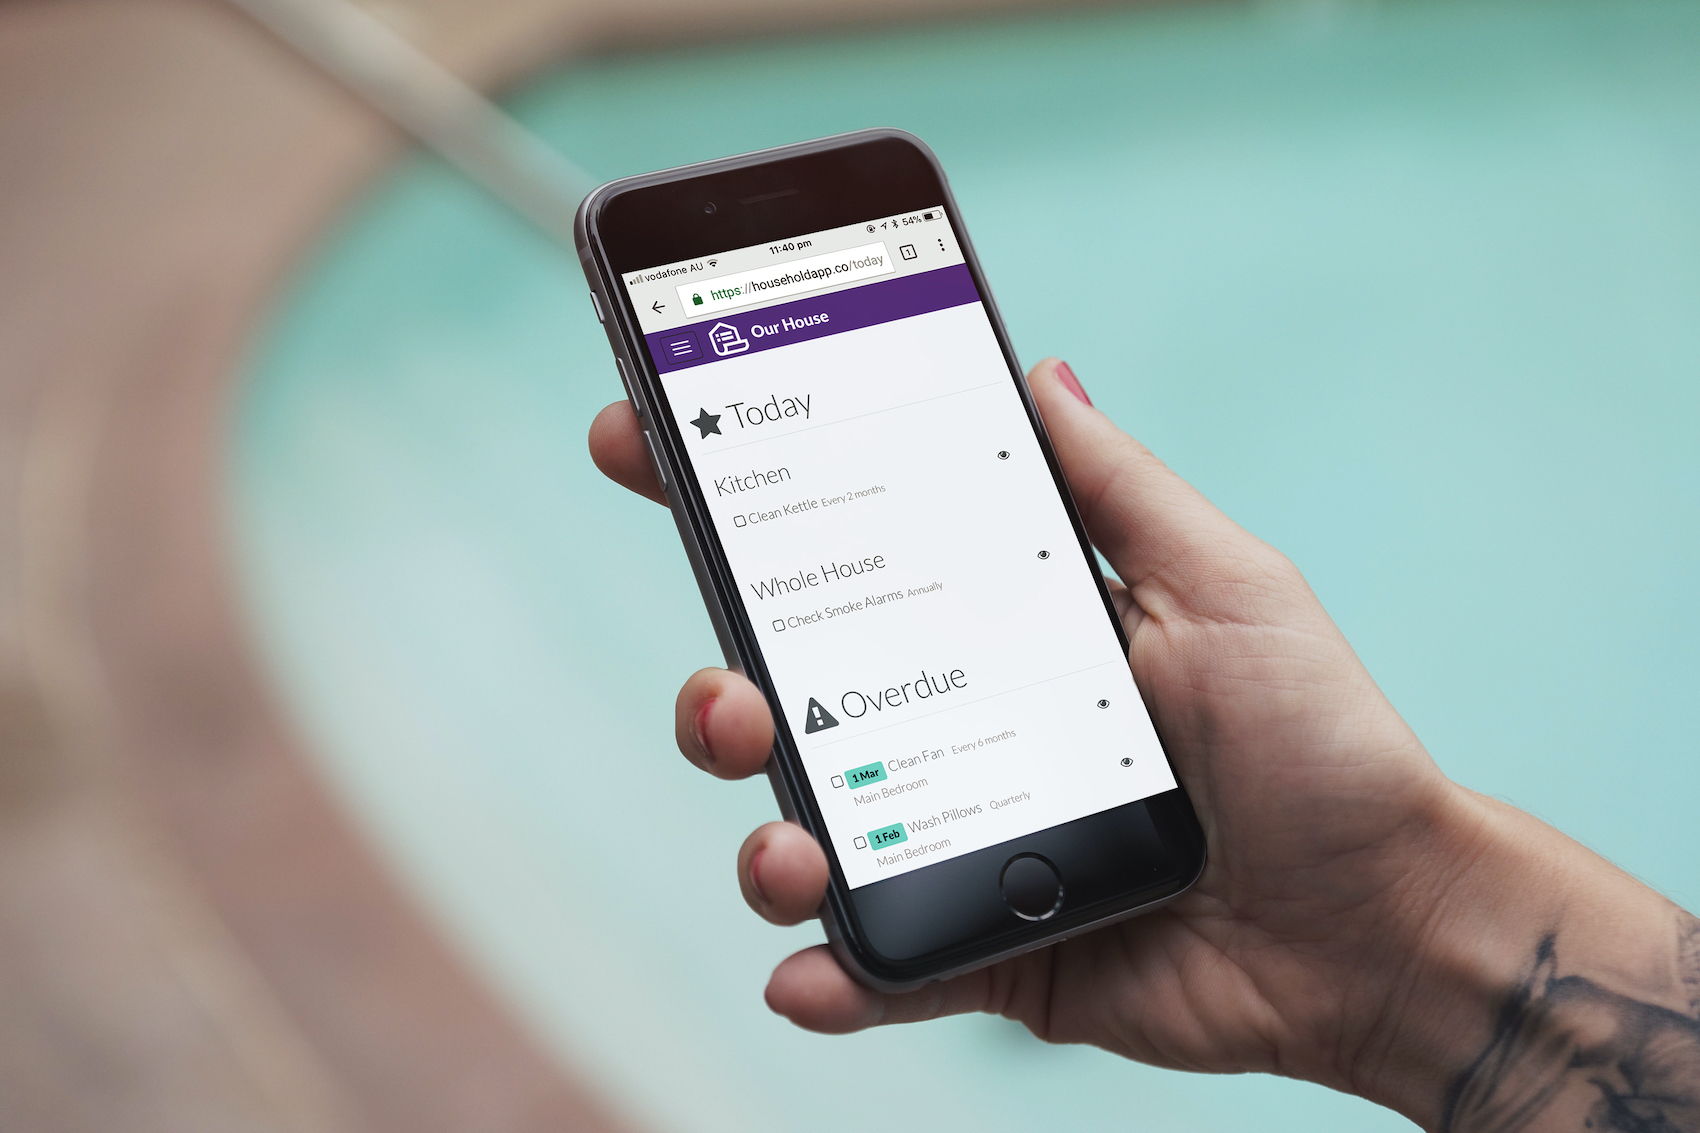 vodafone AU 11:40 pm 54%
https://householdapp.co/today 1
Our House
Today
Kitchen
Clean Kettle Every 2 months
Whole House
Check Smoke Alarms Annually
Overdue
1 Mar Clean Fan Every 6 months
Main Bedroom
1 Feb Wash Pillows Quarterly
Main Bedroom